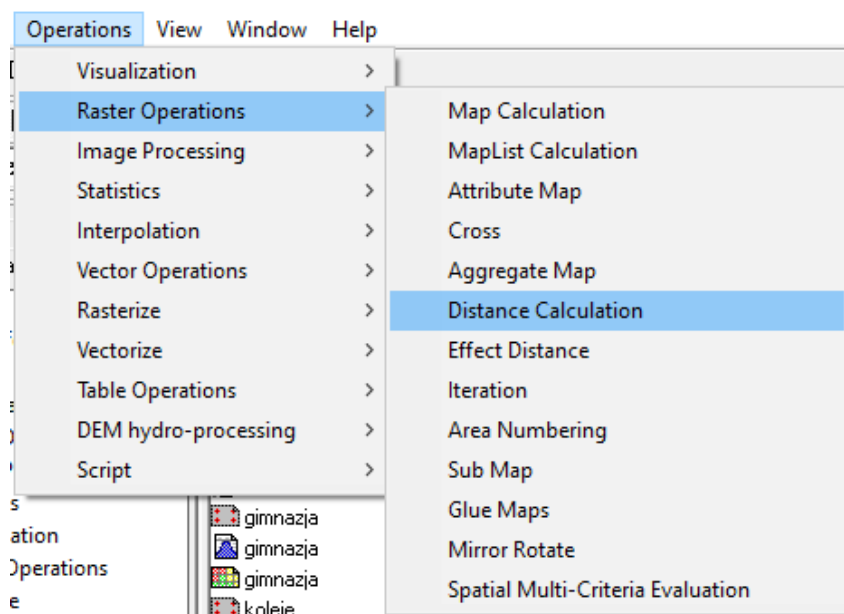 Operations View Window Help
Visualization
Raster Operations
Image Processing
Statistics
Interpolation
Vector Operations
Rasterize
Vectorize
Table Operations
DEM hydro-processing
Script
Map Calculation
MapList Calculation
Attribute Map
Cross
Aggregate Map
Distance Calculation
Effect Distance
Iteration
Area Numbering
Sub Map
Glue Maps
Mirror Rotate
Spatial Multi-Criteria Evaluation
s
ation
Operations
e
gimnazja
gimnazja
gimnazja
koleje